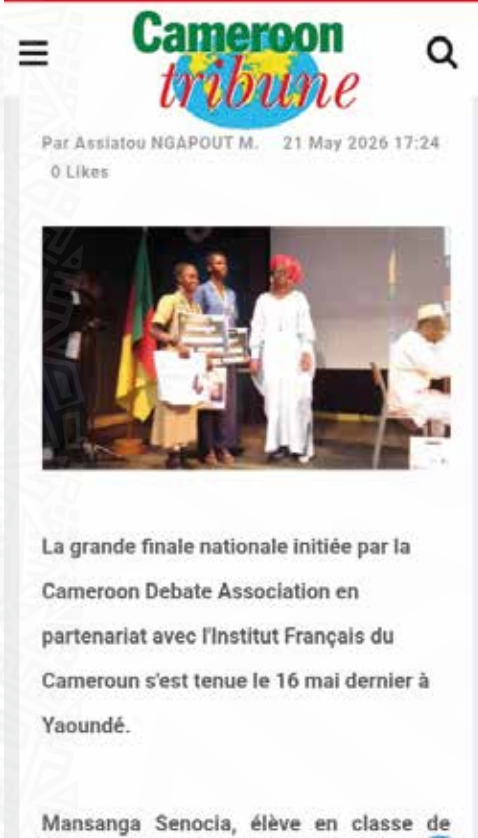 Cameroon
tribune
Par Assiatou NGAPOUT M. 21 May 2026 17:24
0 Likes
La grande finale nationale initiée par la
Cameroon Debate Association en
partenariat avec l'Institut Français du
Cameroun s'est tenue le 16 mai dernier à
Yaoundé.
Mansanga Senocia, élève en classe de